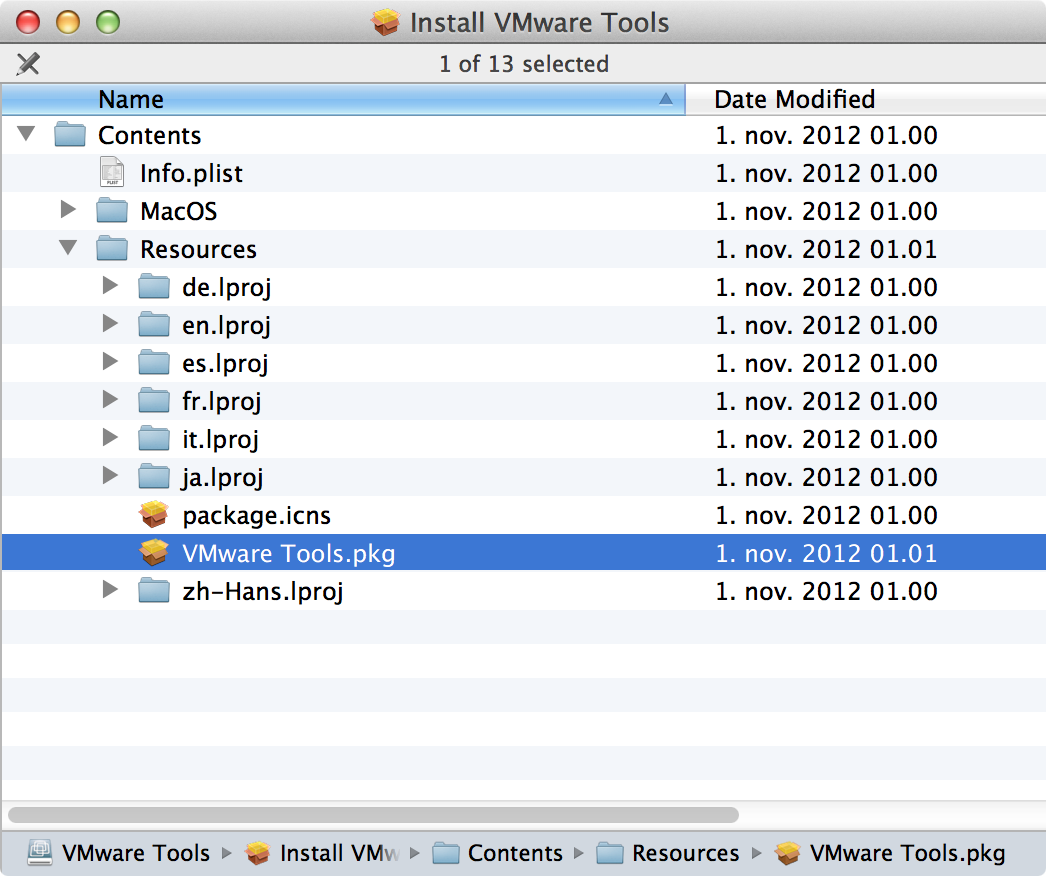 Install VMware Tools
1 of 13 selected
Name Date Modified
Contents 1. nov. 2012 01.00
Info.plist 1. nov. 2012 01.00
MacOS 1. nov. 2012 01.00
Resources 1. nov. 2012 01.01
de.lproj 1. nov. 2012 01.00
en.lproj 1. nov. 2012 01.00
es.lproj 1. nov. 2012 01.00
fr.lproj 1. nov. 2012 01.00
it.lproj 1. nov. 2012 01.00
ja.lproj 1. nov. 2012 01.00
package.icns 1. nov. 2012 01.00
VMware Tools.pkg 1. nov. 2012 01.01
zh-Hans.lproj 1. nov. 2012 01.00
VMware Tools Install VMw Contents Resources VMware Tools.pkg